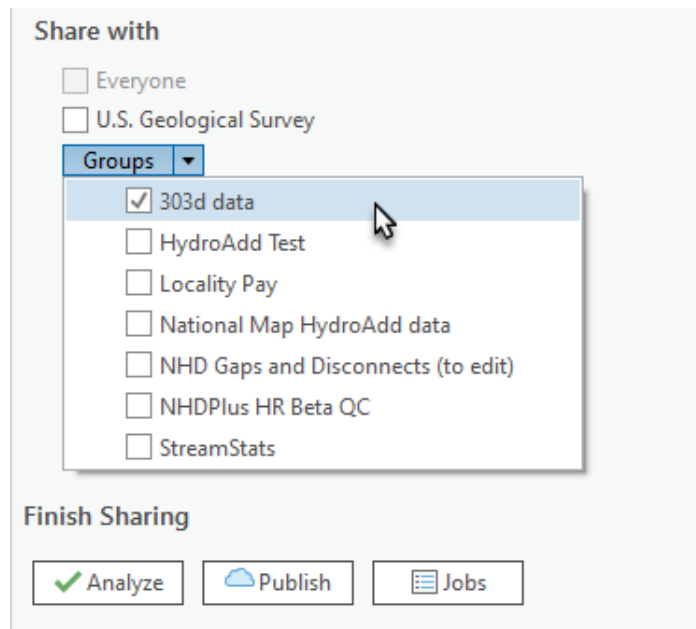 Share with
Everyone
U.S. Geological Survey
Groups
303d data
HydroAdd Test
Locality Pay
National Map HydroAdd data
NHD Gaps and Disconnects (to edit)
NHDPlus HR Beta QC
StreamStats
Finish Sharing
Analyze Publish Jobs